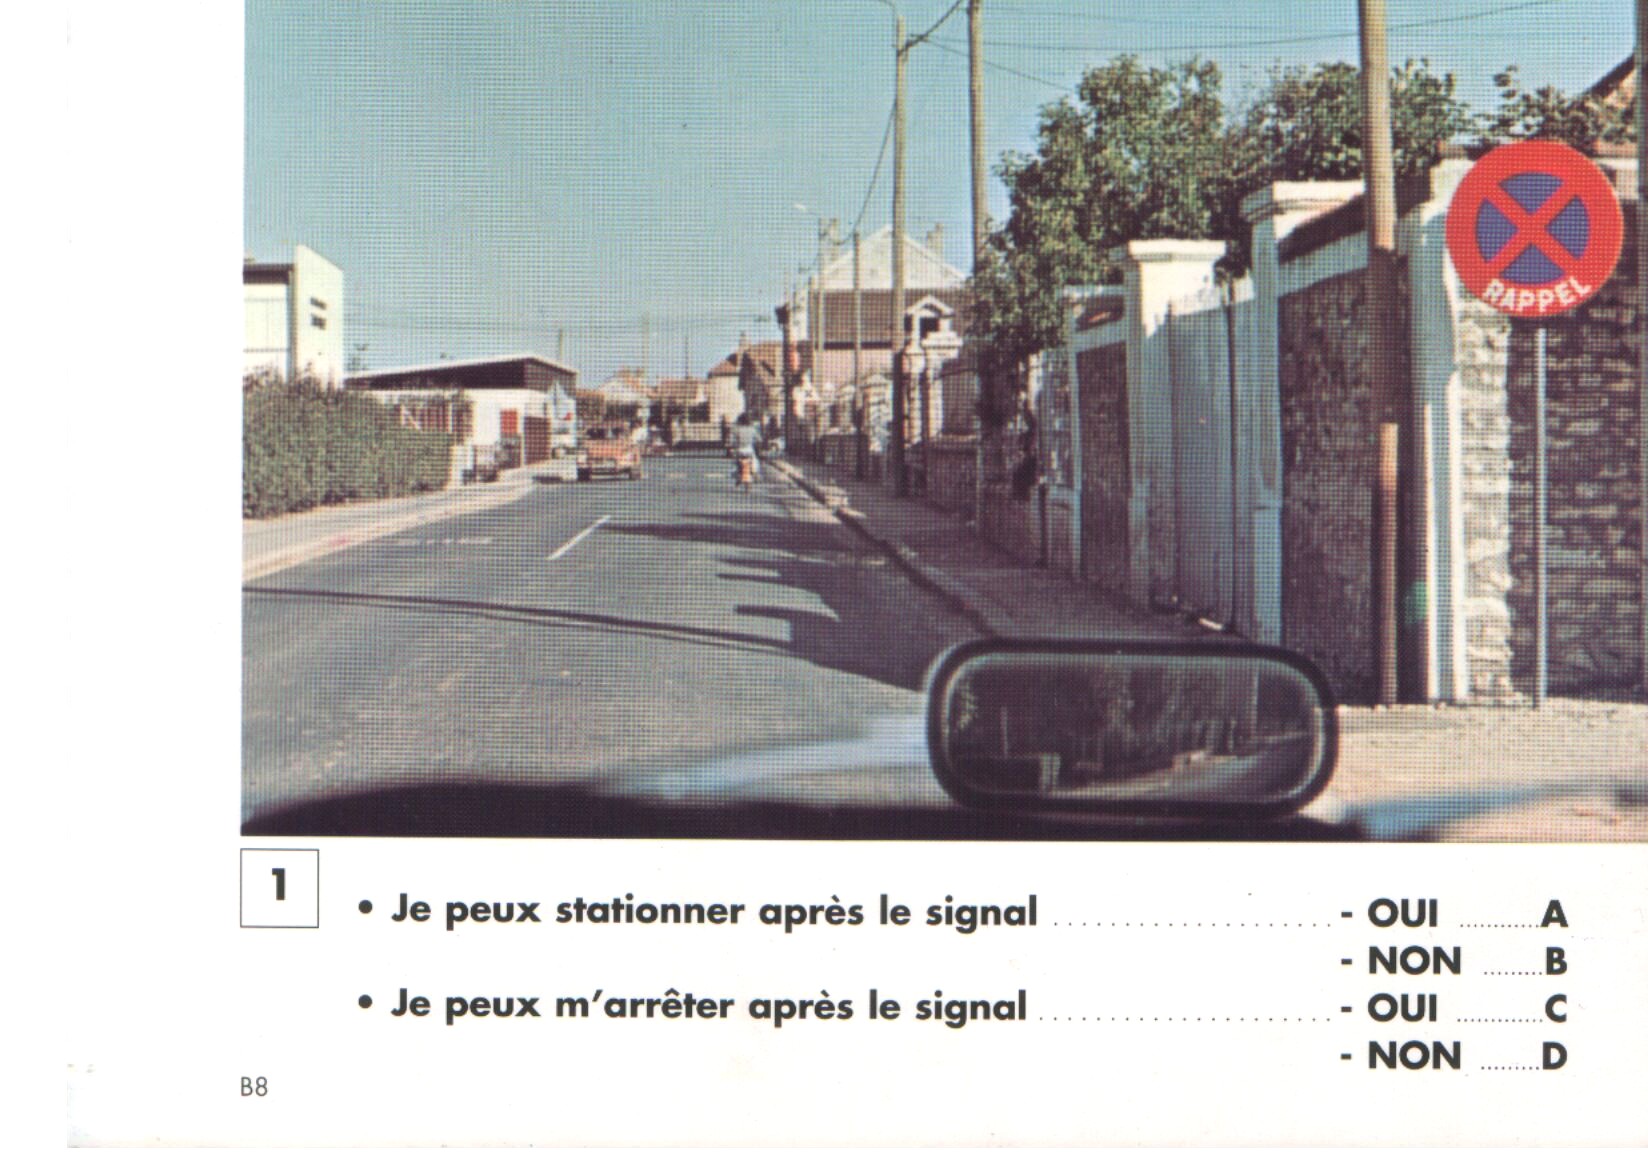 RAPPEL
1
• Je peux stationner après le signal .................... - OUI ..........A
- NON ........B
• Je peux m'arrêter après le signal ..................... - OUI ...........C
- NON ........D
B8